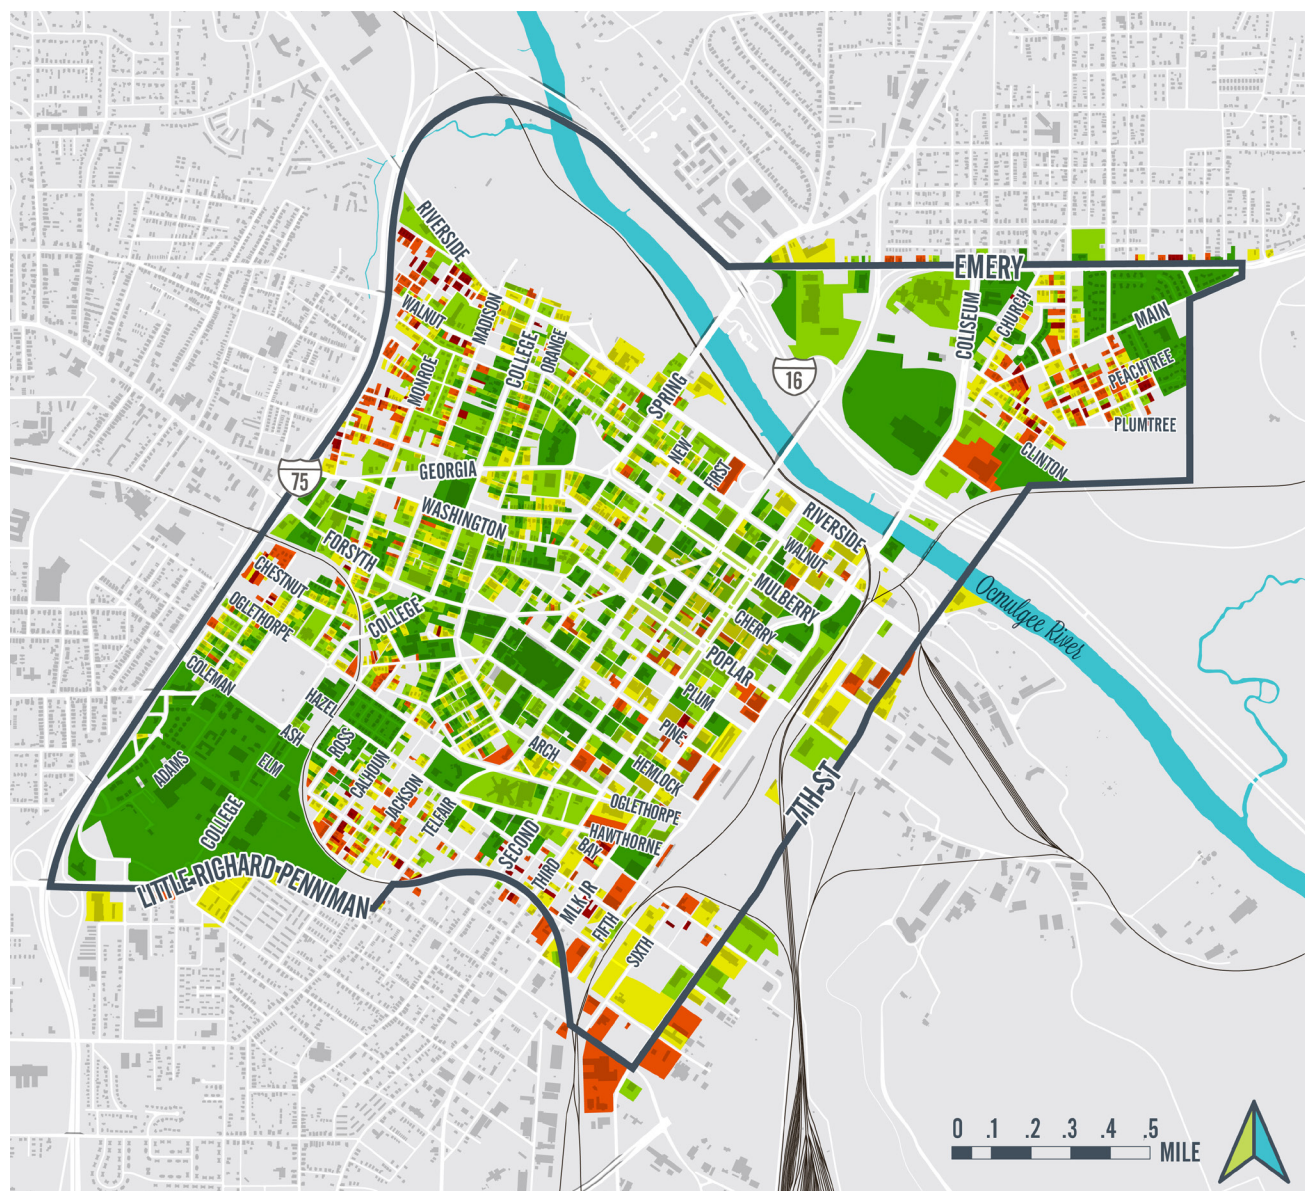 RIVERSIDE
EMERY
MADISON
WALNUT
COLLEGE
ORANGE
COLISEUM
CHURCH
MAIN
MONROE
SPRING
16
PEACHTREE
PLUMTREE
NEW
FIRST
CLINTON
GEORGIA
75
WASHINGTON
RIVERSIDE
FORSYTH
WALNUT
CHESTNUT
MULBERRY
OGLETHORPE
COLLEGE
CHERRY
Ocmulgee River
POPLAR
COLEMAN
HAZEL
PLUM
ASH
ROSS
PINE
ARCH
ADAMS
ELM
CALHOUN
HEMLOCK
7TH ST
JACKSON
OGLETHORPE
COLLEGE
TELFAIR
HAWTHORNE
SECOND
BAY
THIRD
LITTLE RICHARD PENNIMAN
MLK JR
FIFTH
SIXTH
0 .1 .2 .3 .4 .5
MILE